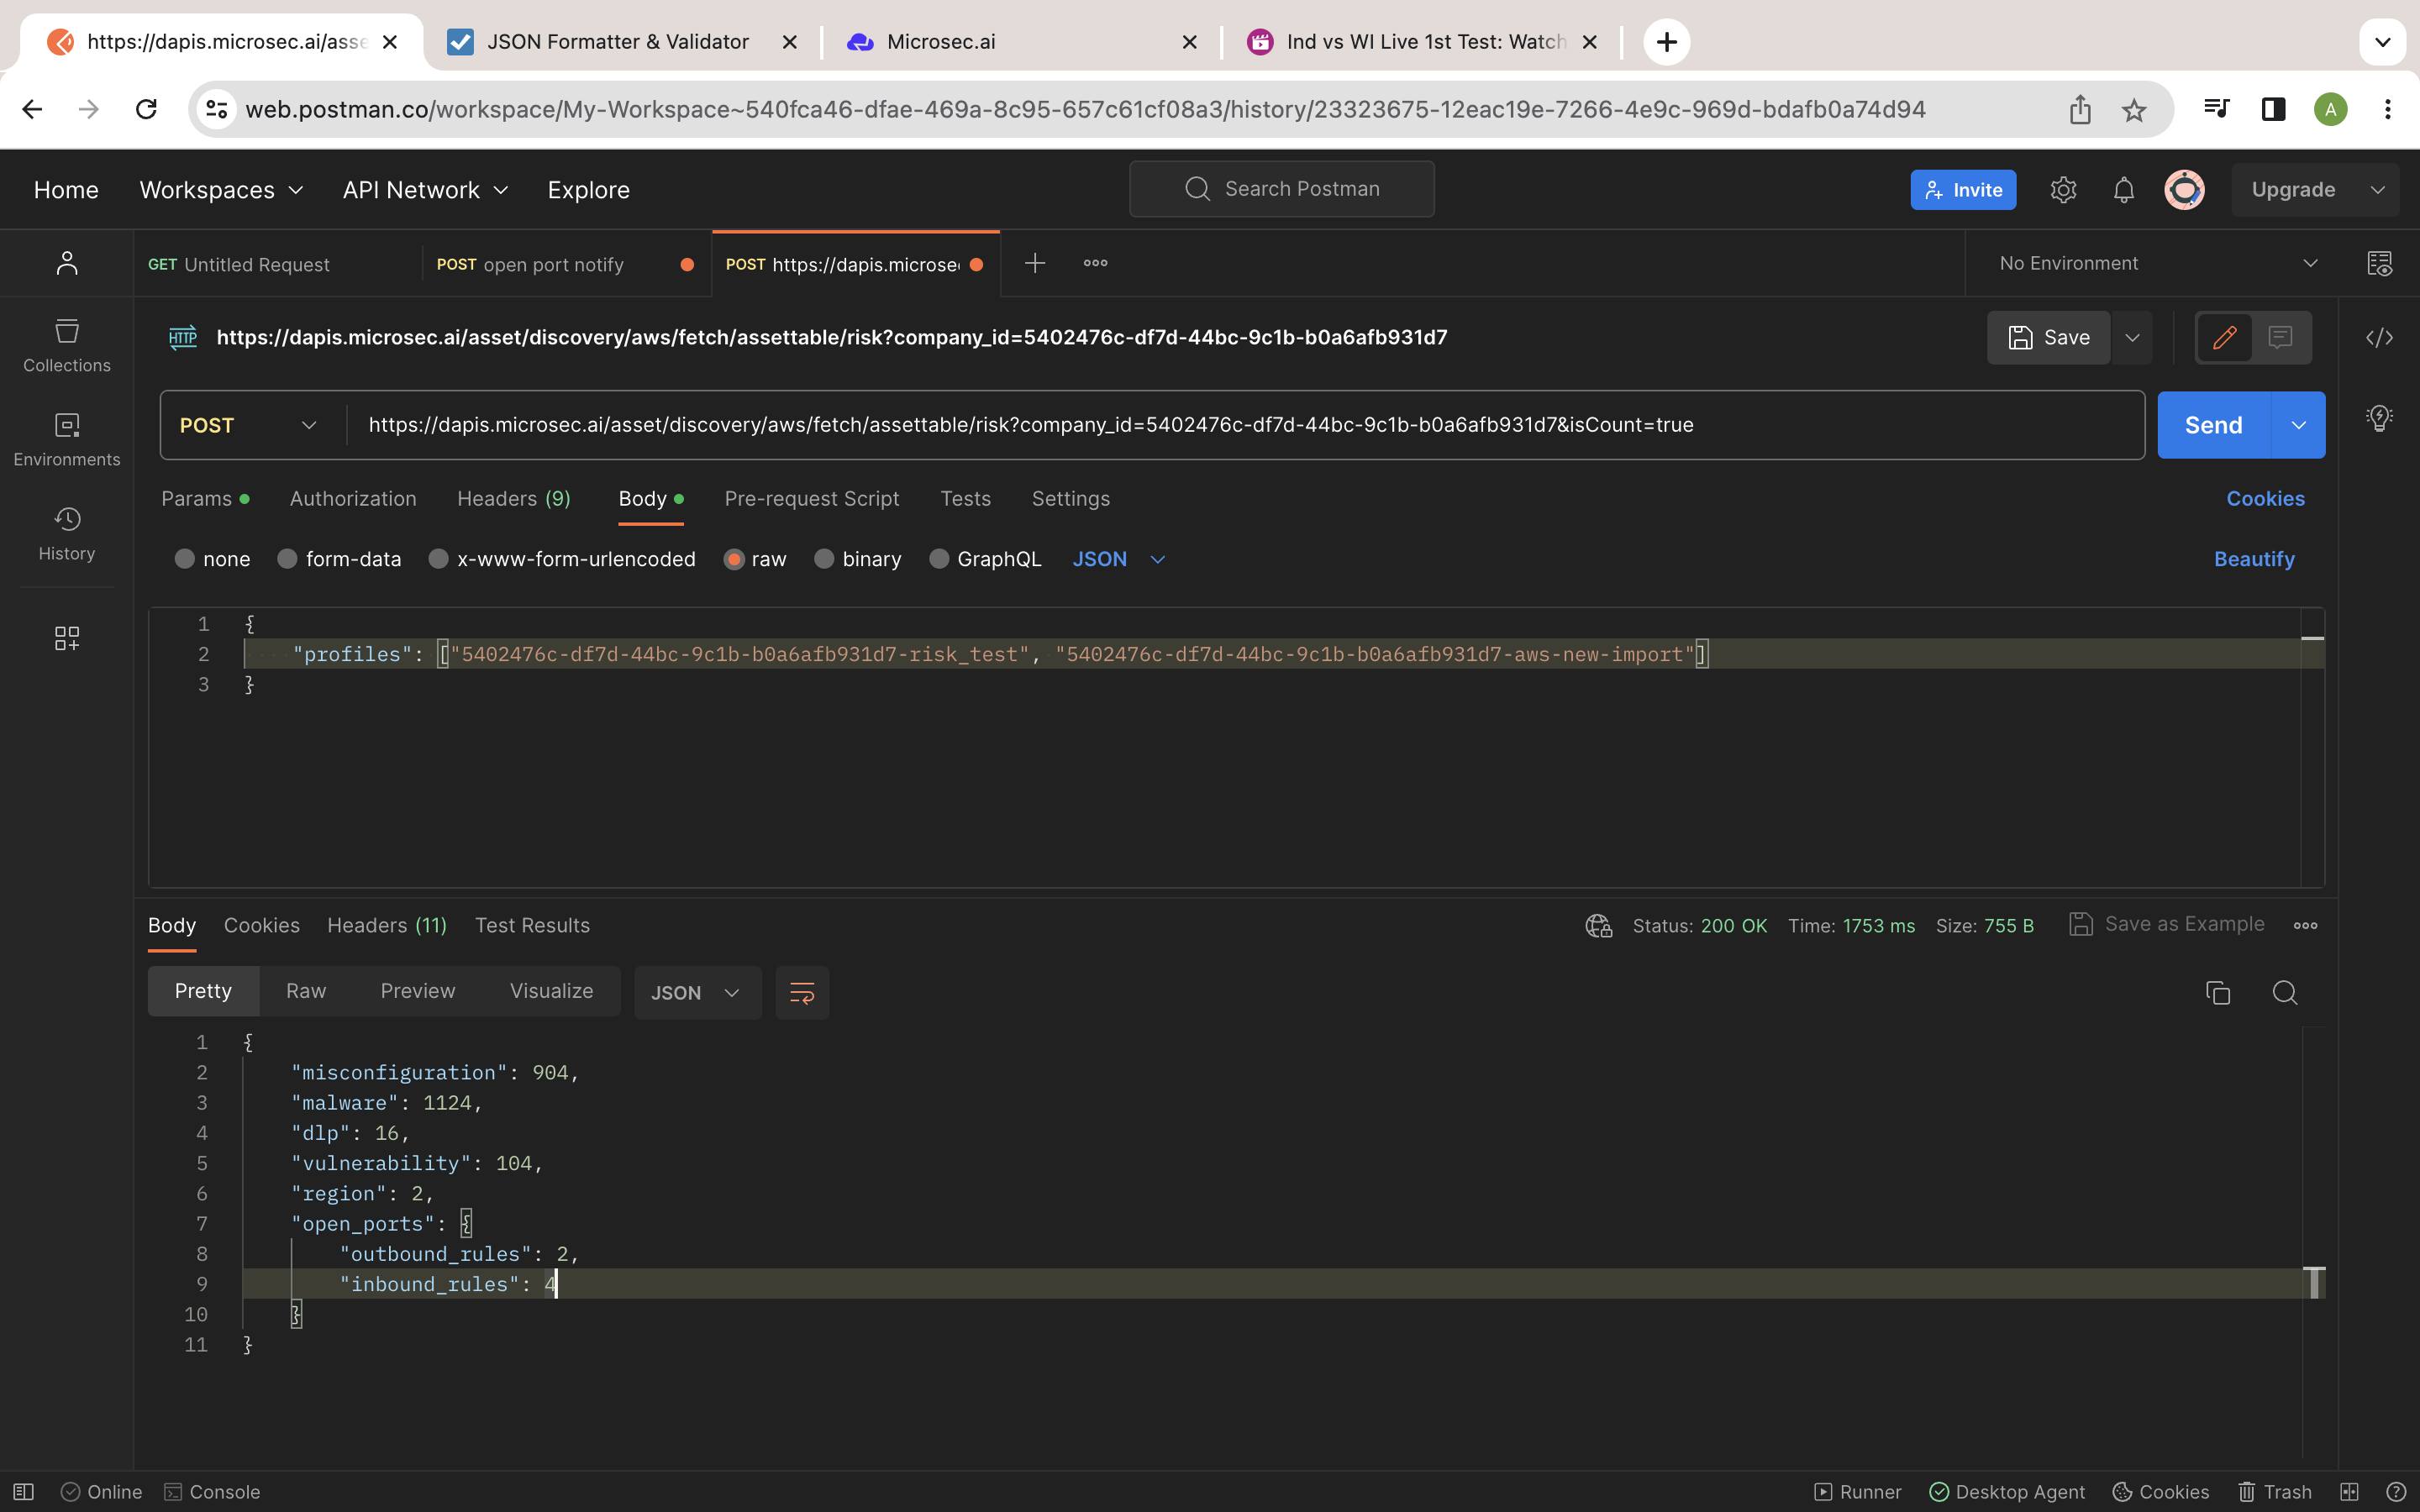 https://dapis.microsec.ai/asse
JSON Formatter & Validator
Microsec.ai
Ind vs WI Live 1st Test: Watch
web.postman.co/workspace/My-Workspace~540fca46-dfae-469a-8c95-657c61cf08a3/history/23323675-12eac19e-7266-4e9c-969d-bdafb0a74d94
A
Home Workspaces API Network Explore
Search Postman
Invite
Upgrade
GET Untitled Request
POST open port notify
POST https://dapis.microse
No Environment
Collections
Environments
History
HTTP https://dapis.microsec.ai/asset/discovery/aws/fetch/assettable/risk?company_id=5402476c-df7d-44bc-9c1b-b0a6afb931d7
Save
POST https://dapis.microsec.ai/asset/discovery/aws/fetch/assettable/risk?company_id=5402476c-df7d-44bc-9c1b-b0a6afb931d7&isCount=true
Send
Params Authorization Headers (9) Body Pre-request Script Tests Settings Cookies
none form-data x-www-form-urlencoded raw binary GraphQL JSON Beautify
1 {
2 "profiles": ["5402476c-df7d-44bc-9c1b-b0a6afb931d7-risk_test", "5402476c-df7d-44bc-9c1b-b0a6afb931d7-aws-new-import"]
3 }
Body Cookies Headers (11) Test Results
Status: 200 OK Time: 1753 ms Size: 755 B Save as Example
Pretty Raw Preview Visualize JSON
1 {
2 "misconfiguration": 904,
3 "malware": 1124,
4 "dlp": 16,
5 "vulnerability": 104,
6 "region": 2,
7 "open_ports": {
8 "outbound_rules": 2,
9 "inbound_rules": 4
10 }
11 }
Online Console
Runner Desktop Agent Cookies Trash